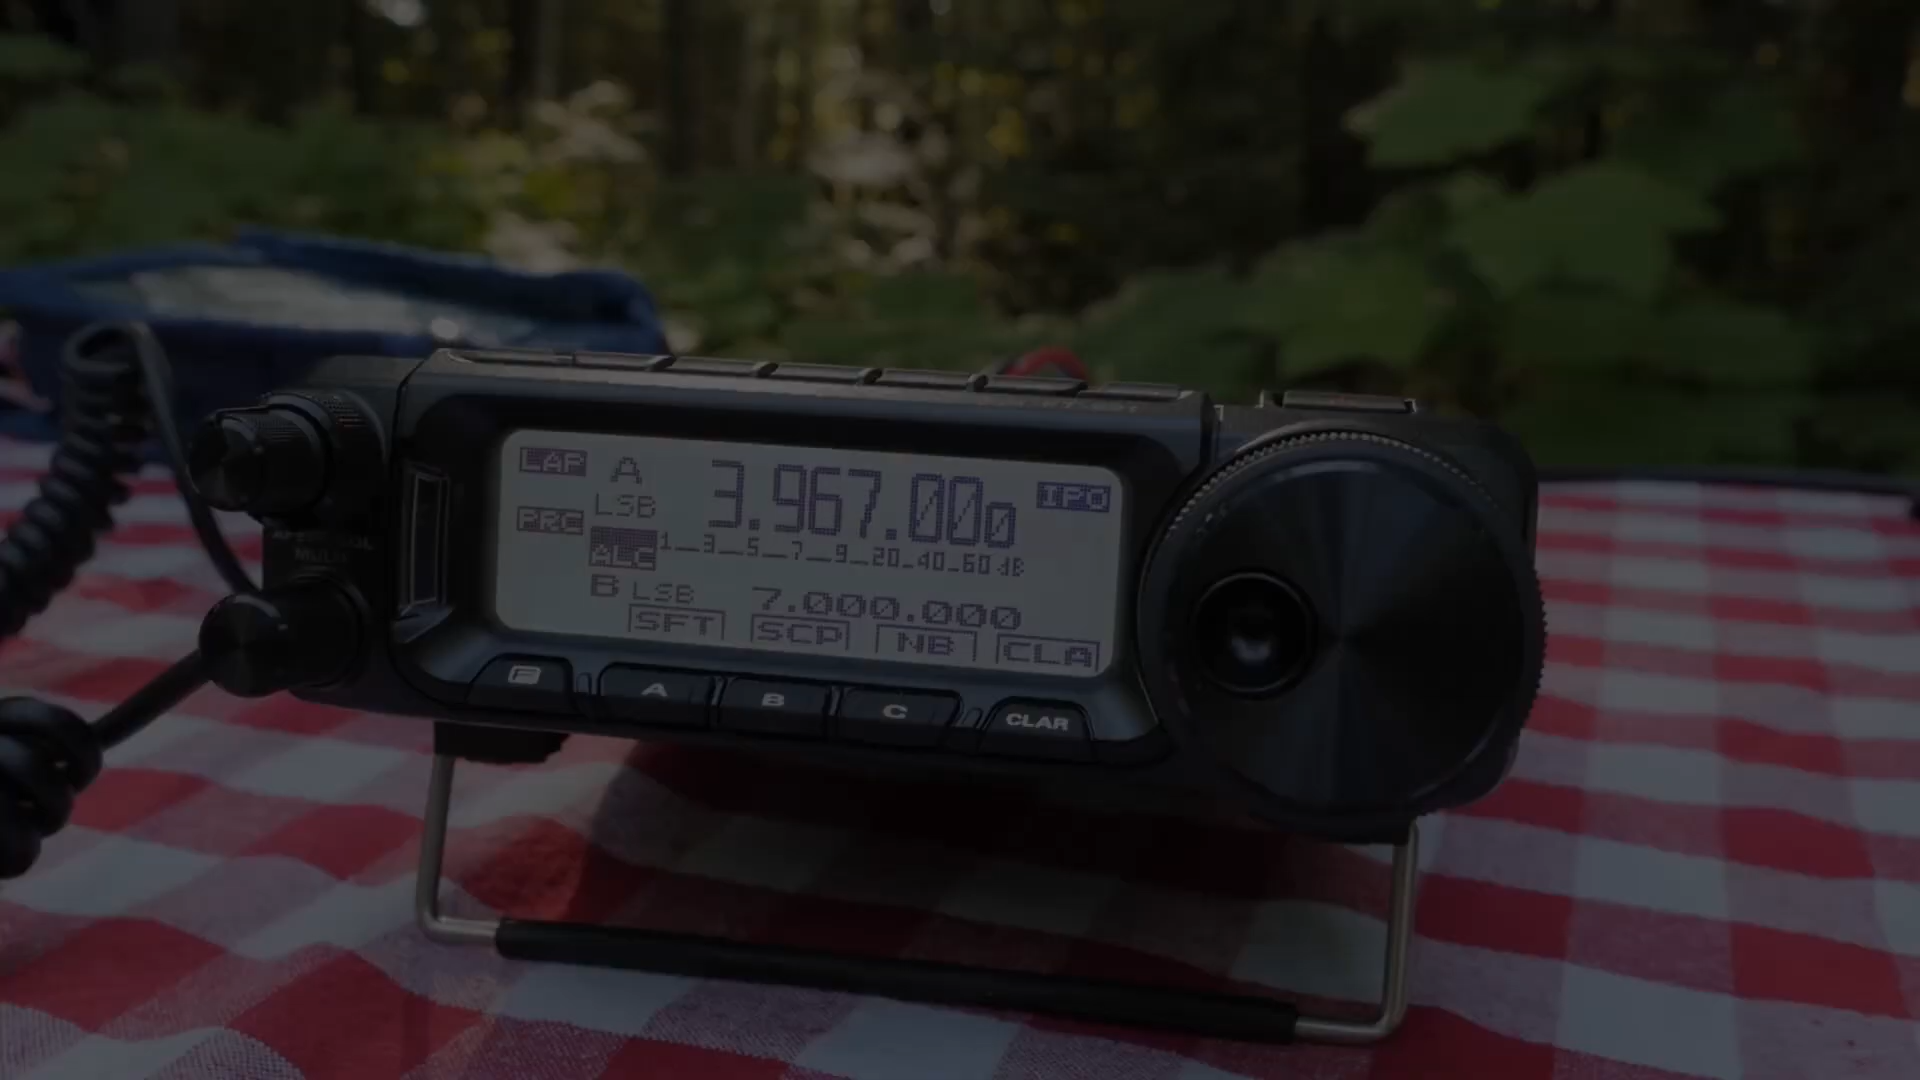 LAP A 3.967.000 IPO
LSB
PRC
ALC 1 3 5 7 9 20 40 60 dB
B LSB 7.000.000
SFT SCP NB CLA
F A B C CLAR